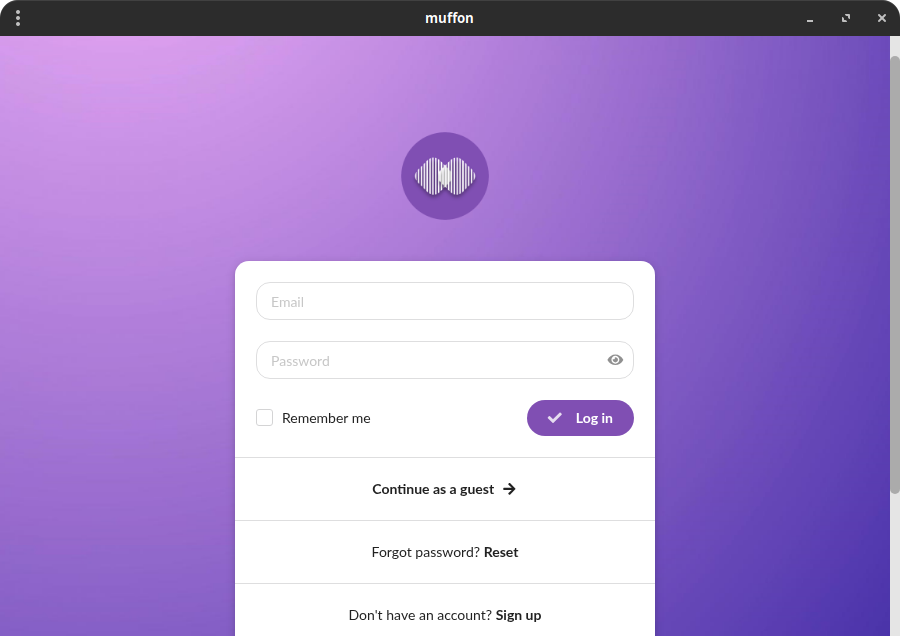 muffon
Email
Password
Remember me
Log in
Continue as a guest
Forgot password? Reset
Don't have an account? Sign up